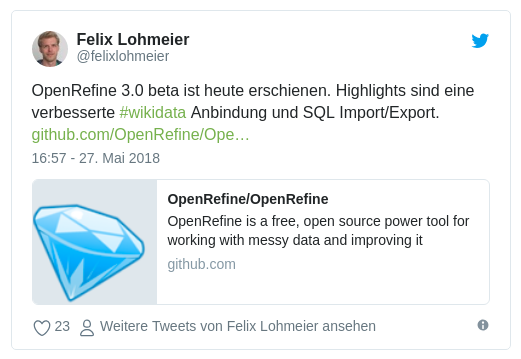 Felix Lohmeier
@felixlohmeier
OpenRefine 3.0 beta ist heute erschienen. Highlights sind eine
verbesserte #wikidata Anbindung und SQL Import/Export.
github.com/OpenRefine/Ope…
16:57 - 27. Mai 2018
OpenRefine/OpenRefine
OpenRefine is a free, open source power tool for
working with messy data and improving it
github.com
23 Weitere Tweets von Felix Lohmeier ansehen